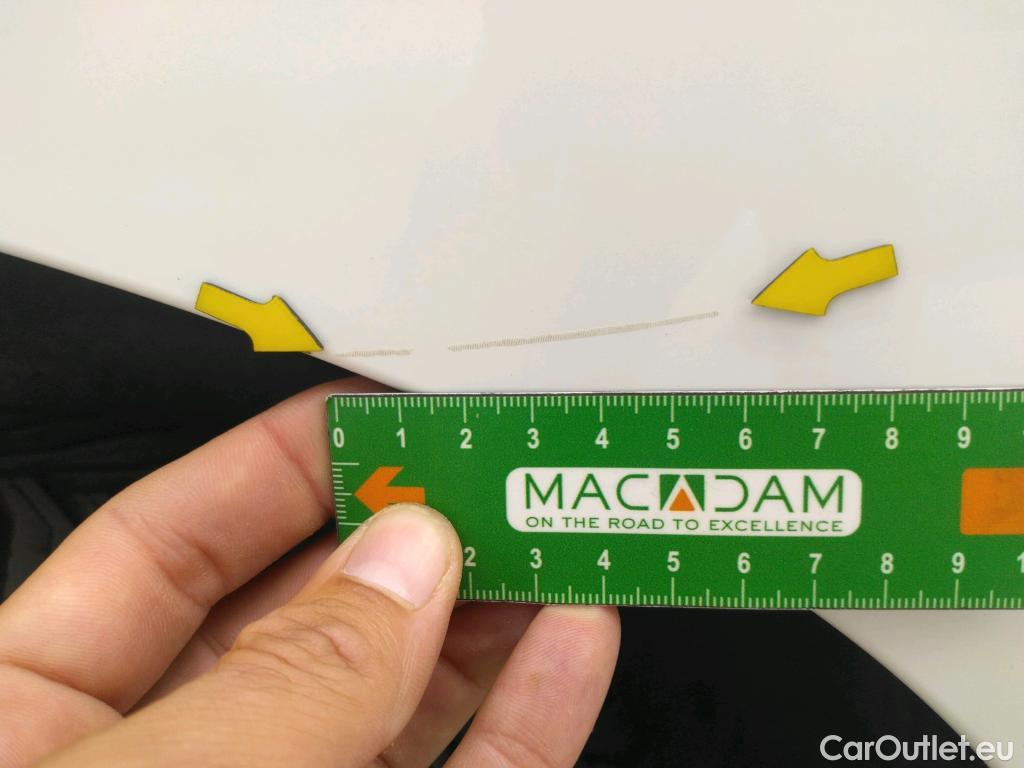 0 1 2 3 4 5 6 7 8 9
MACADAM
ON THE ROAD TO EXCELLENCE
2 3 4 5 6 7 8 9 1
CarOutlet.eu